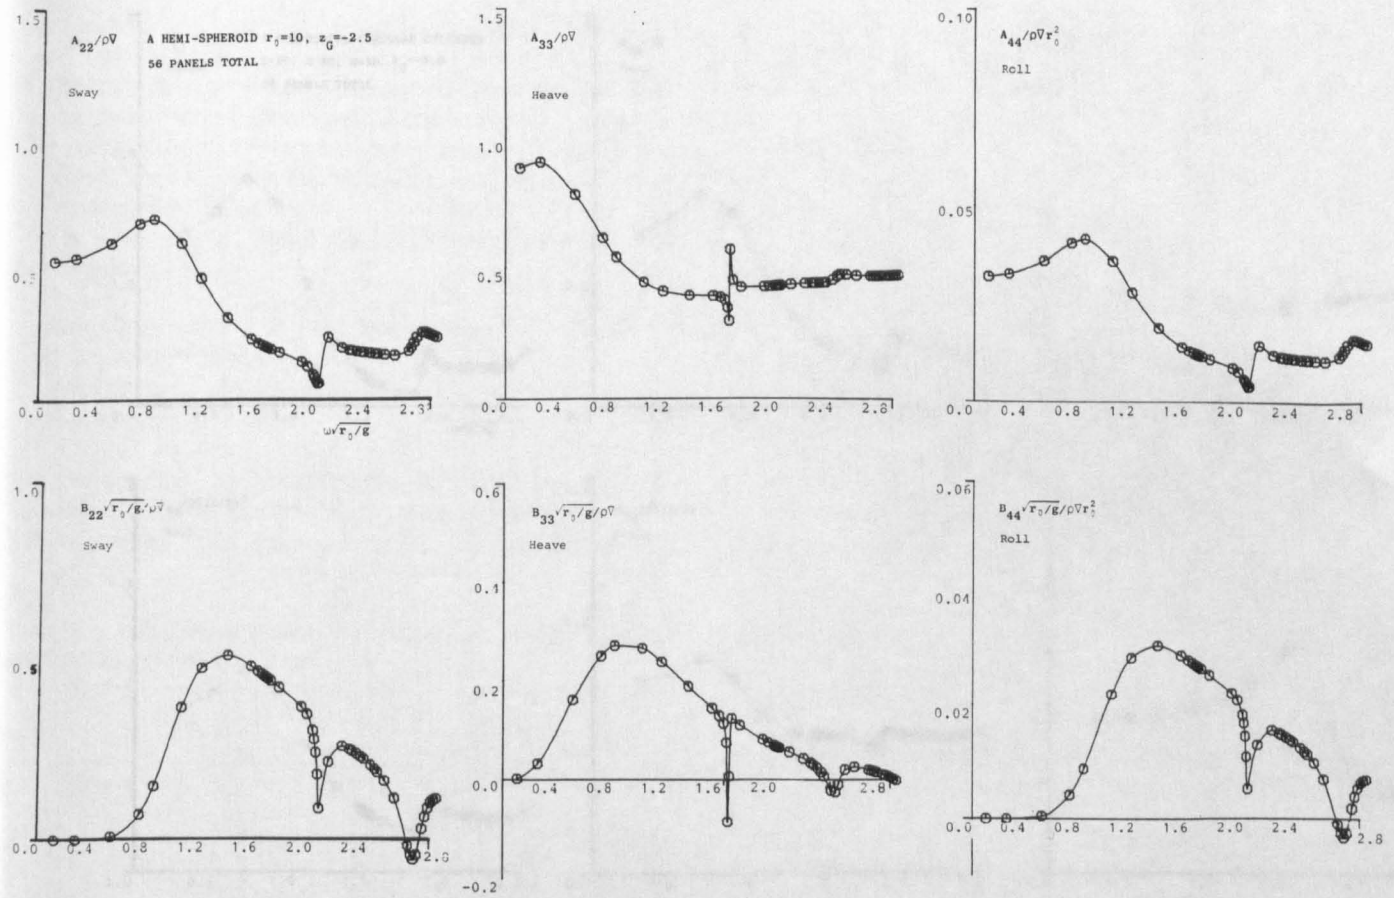 1.5
A₂₂/ρ∇
A HEMI-SPHEROID r₀=10, z_G=-2.5
56 PANELS TOTAL
Sway
1.0
0.5
0.0 0.4 0.8 1.2 1.6 2.0 2.4 2.3
ω√r₀/g
1.5
A₃₃/ρ∇
Heave
1.0
0.5
0.0 0.4 0.8 1.2 1.6 2.0 2.4 2.8
0.10
A₄₄/ρ∇r₀²
Roll
0.05
0.0 0.4 0.8 1.2 1.6 2.0 2.4 2.8
1.0
B₂₂√r₀/g/ρ∇
Sway
0.5
0.0 0.4 0.8 1.2 1.6 2.0 2.4 2.8
0.6
B₃₃√r₀/g/ρ∇
Heave
0.4
0.2
0.0 0.4 0.8 1.2 1.6 2.0 2.4 2.8
-0.2
0.06
B₄₄√r₀/g/ρ∇r₀²
Roll
0.04
0.02
0.0 0.4 0.8 1.2 1.6 2.0 2.4 2.8